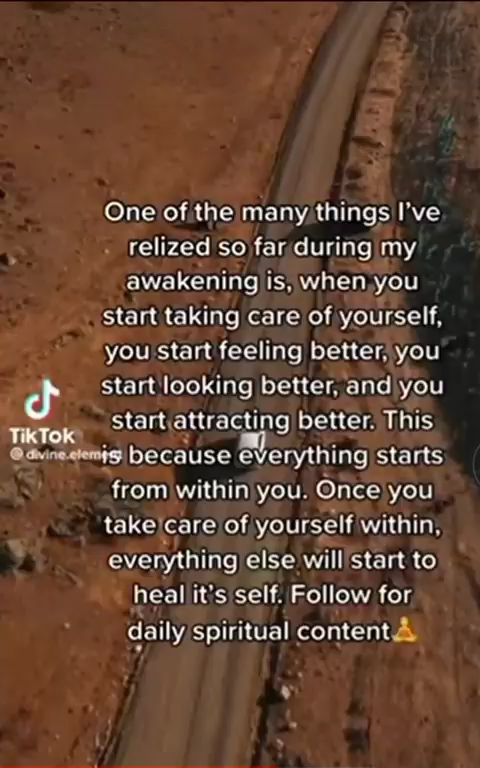 One of the many things I've
relized so far during my
awakening is, when you
start taking care of yourself,
you start feeling better, you
start looking better, and you
start attracting better. This
is because everything starts
from within you. Once you
take care of yourself within,
everything else will start to
heal it's self. Follow for
daily spiritual content🧘
TikTok
@divine.element